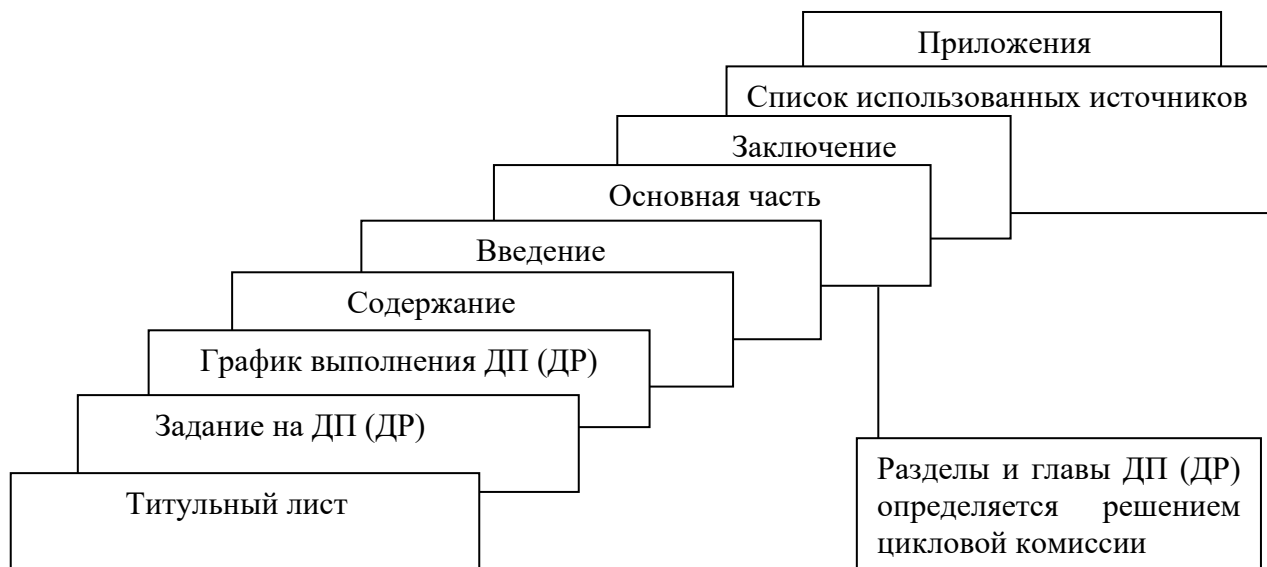 Приложения
Список использованных источников
Заключение
Основная часть
Введение
Содержание
График выполнения ДП (ДР)
Задание на ДП (ДР)
Титульный лист
Разделы и главы ДП (ДР)
определяется решением
цикловой комиссии